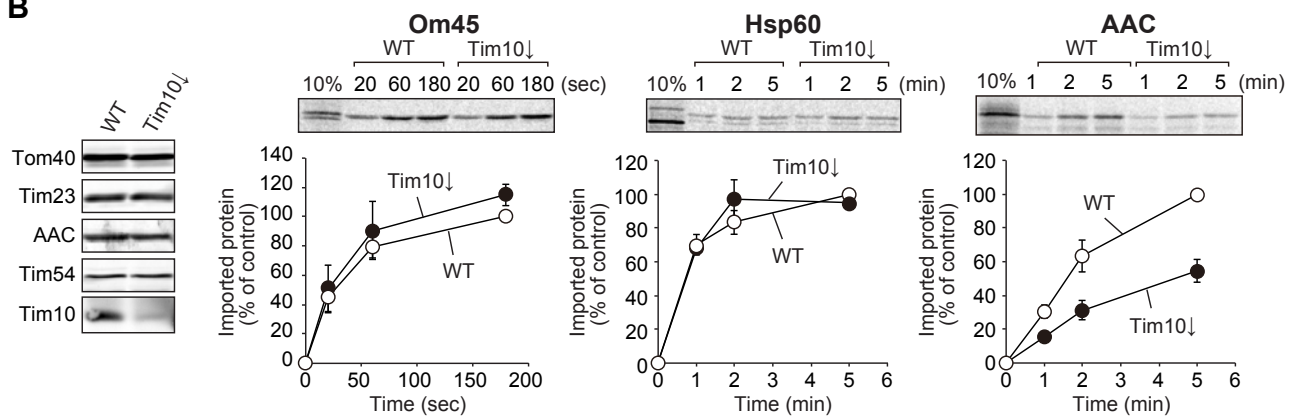 B
WT Tim10↓
Tom40
Tim23
AAC
Tim54
Tim10
Om45
WT Tim10↓
10% 20 60 180 20 60 180 (sec)
Imported protein
(% of control)
140
120
100
80
60
40
20
0
Tim10↓
WT
0 50 100 150 200
Time (sec)
Hsp60
WT Tim10↓
10% 1 2 5 1 2 5 (min)
Imported protein
(% of control)
120
100
80
60
40
20
0
Tim10↓
WT
0 1 2 3 4 5 6
Time (min)
AAC
WT Tim10↓
10% 1 2 5 1 2 5 (min)
Imported protein
(% of control)
120
100
80
60
40
20
0
WT
Tim10↓
0 1 2 3 4 5 6
Time (min)